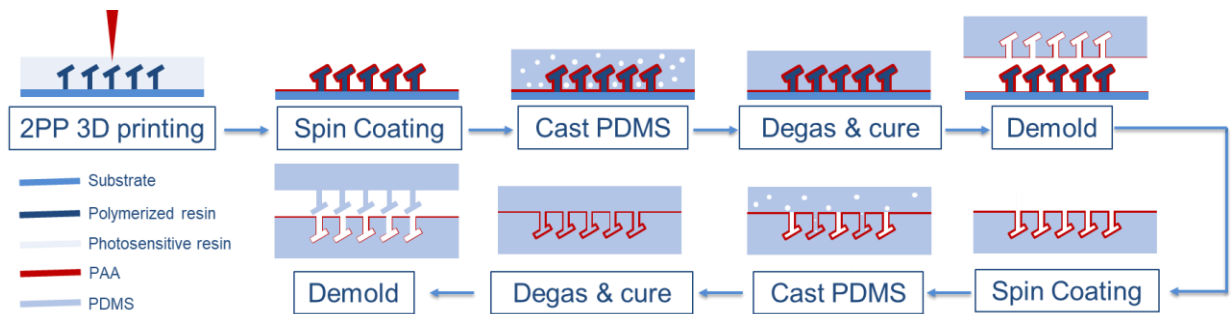 2PP 3D printing
Spin Coating
Cast PDMS
Degas & cure
Demold
Substrate
Polymerized resin
Photosensitive resin
PAA
PDMS
Demold
Degas & cure
Cast PDMS
Spin Coating